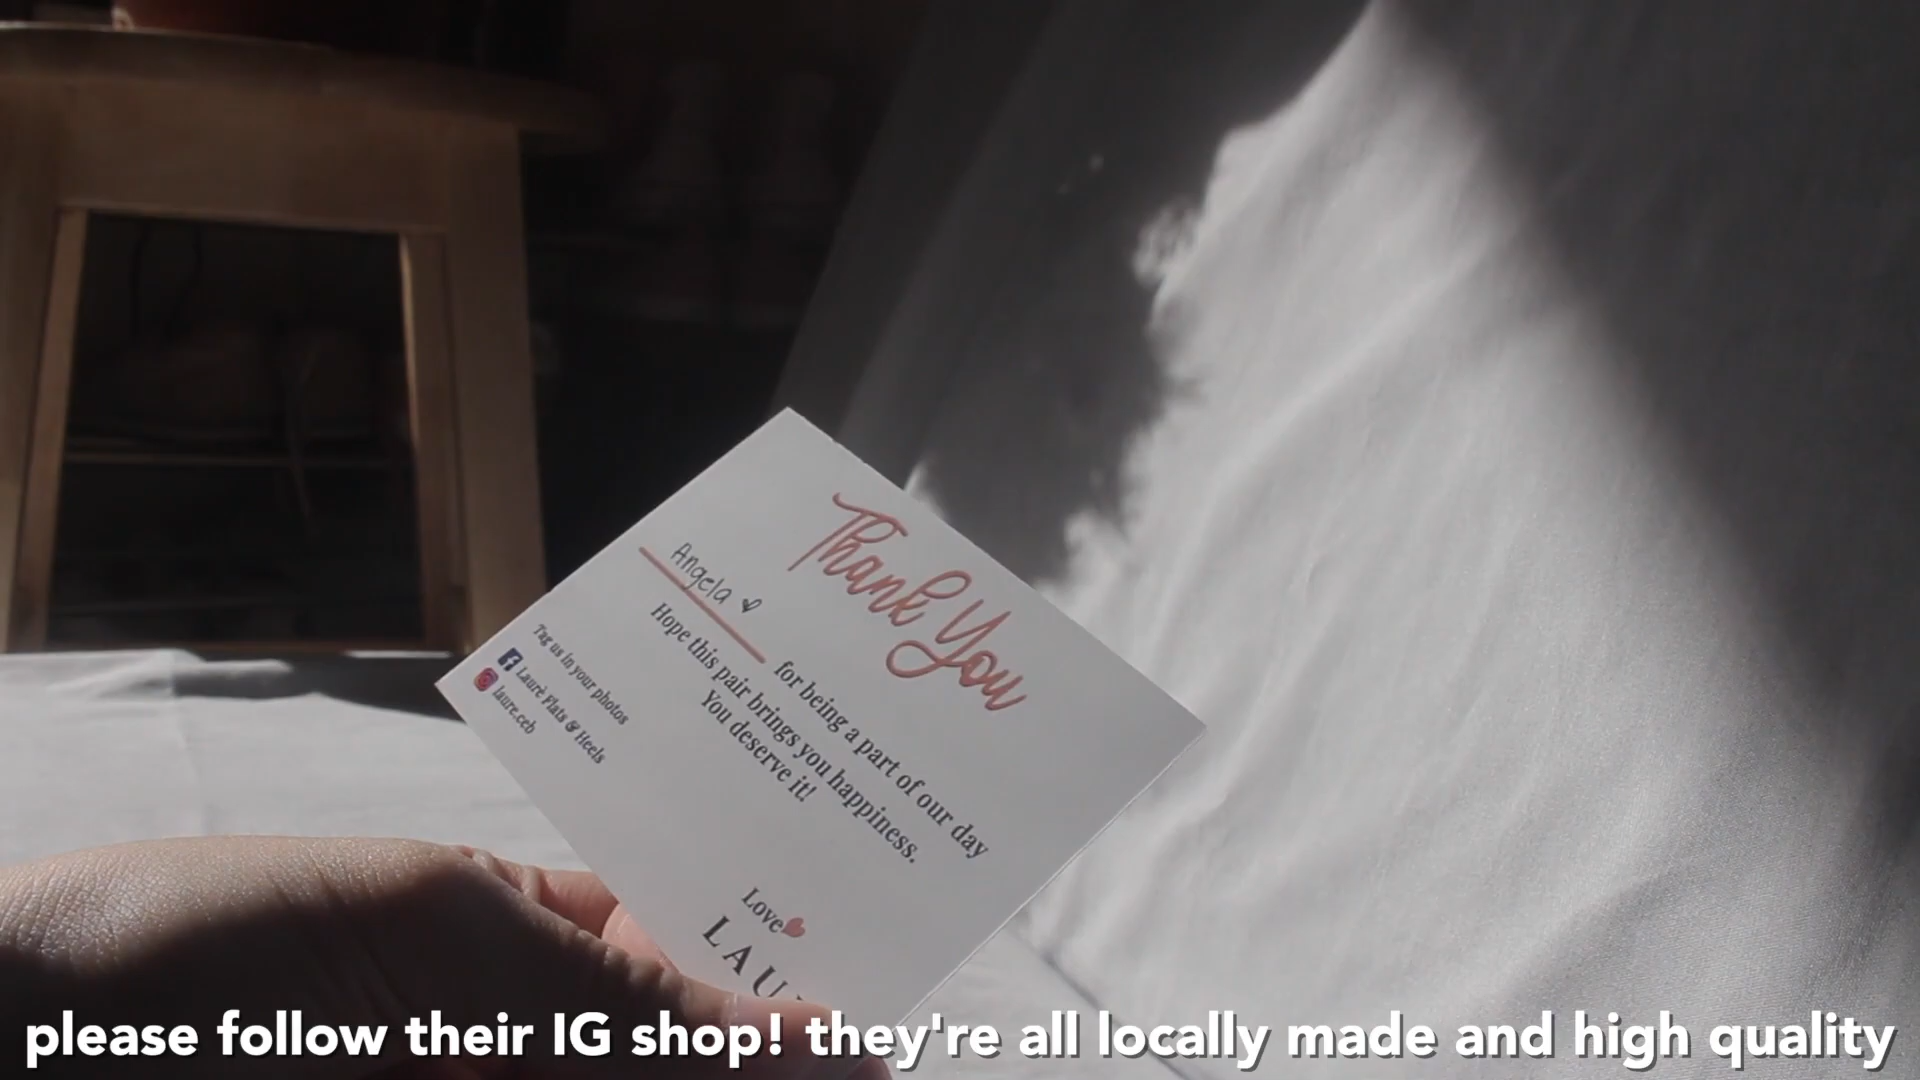 Thank You
Angela
for being a part of our day
Hope this pair brings you happiness.
You deserve it!
Tag us in your photos
Laurè Flats & Heels
laure.ceb
Love
LAU
please follow their IG shop! they're all locally made and high quality